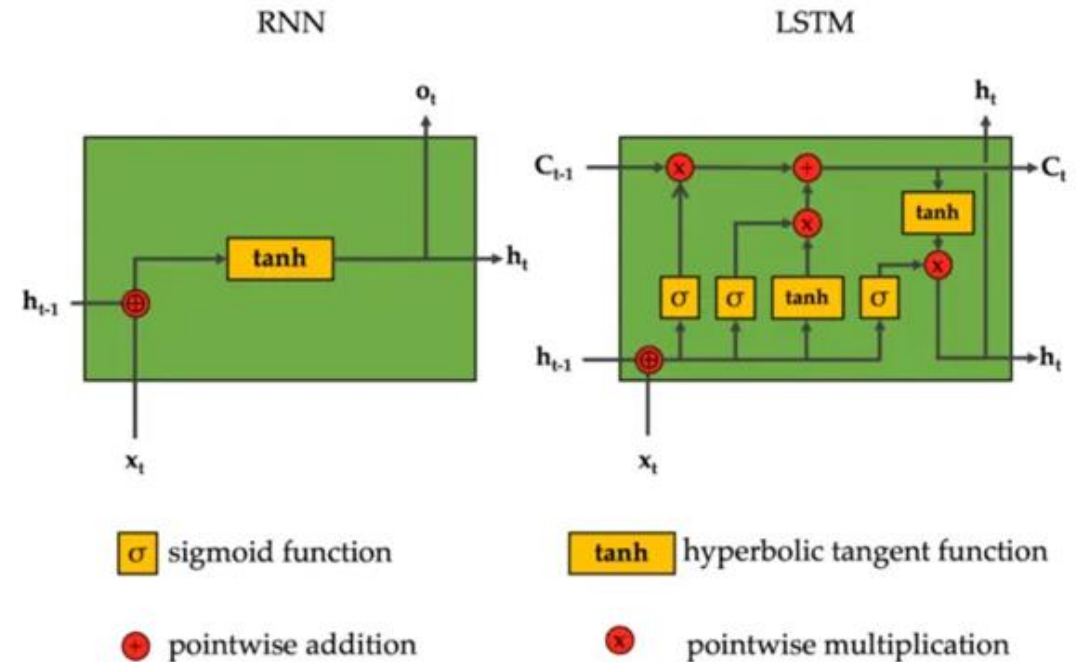 RNN
LSTM
oₜ
hₜ
Cₜ₋₁
x
+
Cₜ
tanh
x
tanh
hₜ
x
σ
σ
tanh
σ
hₜ₋₁
+
hₜ₋₁
+
hₜ
xₜ
xₜ
σ sigmoid function
tanh hyperbolic tangent function
+ pointwise addition
x pointwise multiplication